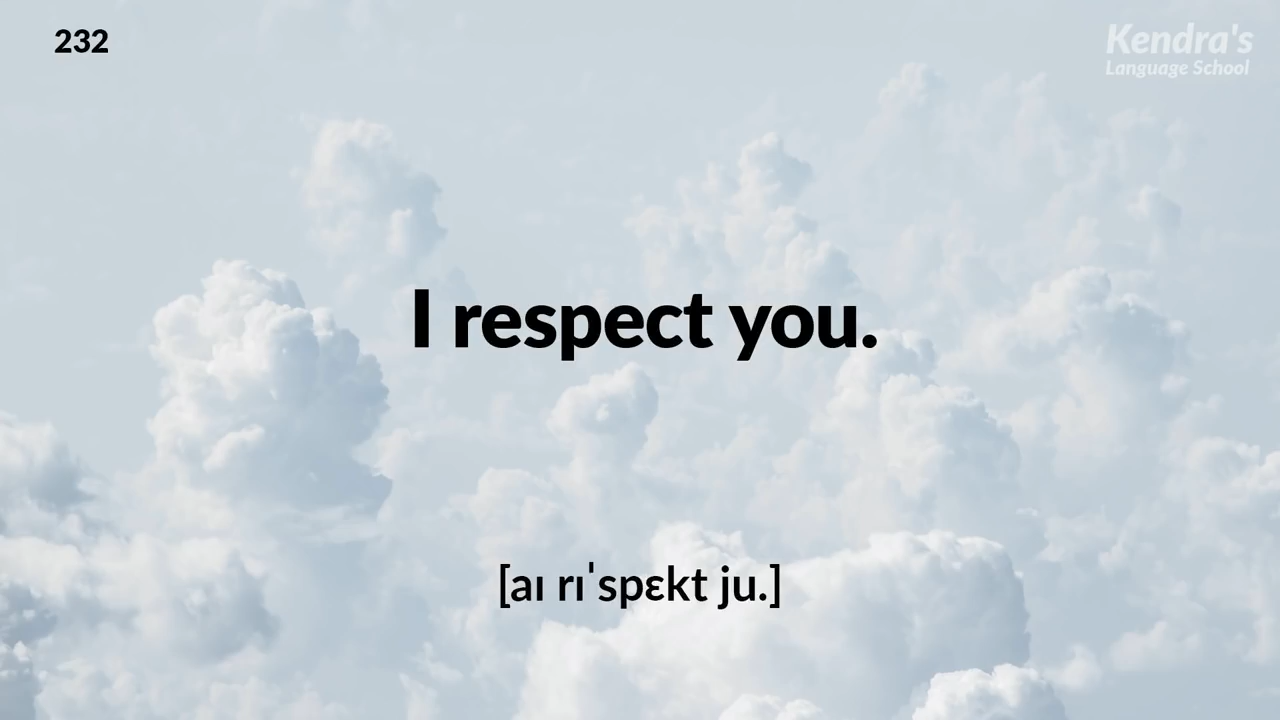 232
Kendra's
Language School
I respect you.
[aɪ rɪˈspɛkt ju.]